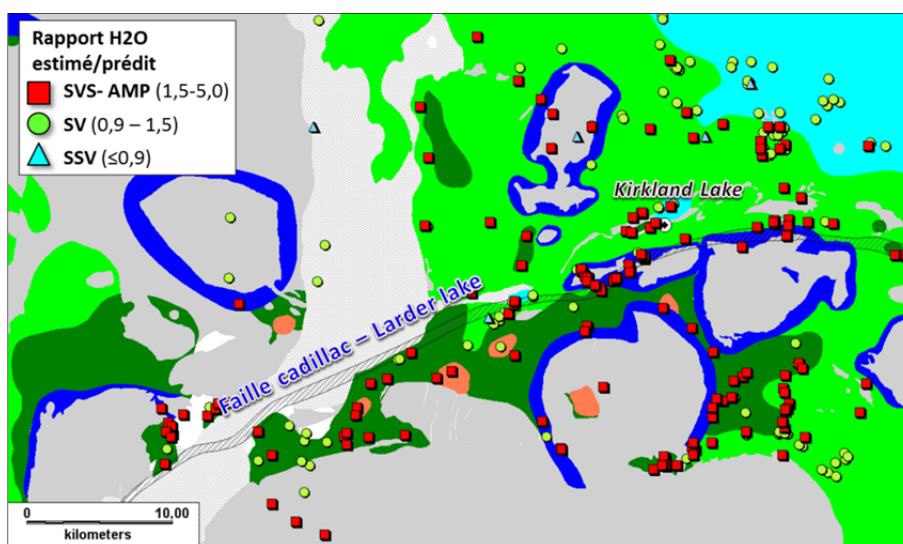 Rapport H2O
estimé/prédit
SVS- AMP (1,5-5,0)
SV (0,9 – 1,5)
SSV (≤0,9)
Kirkland Lake
Faille cadillac – Larder lake
0 10,00
kilometers